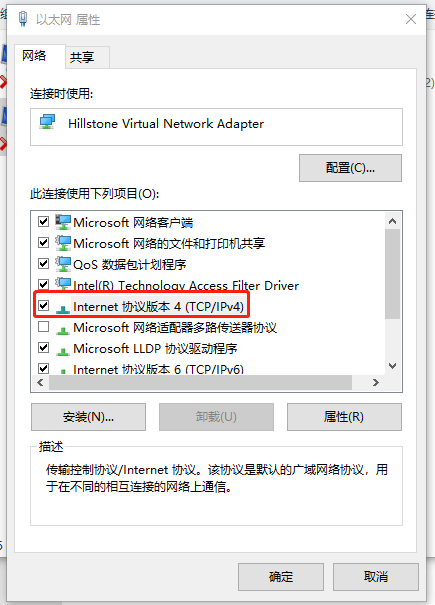 以太网 属性
网络
共享
连接时使用:
Hillstone Virtual Network Adapter
配置(C)...
此连接使用下列项目(O):
Microsoft 网络客户端
Microsoft 网络的文件和打印机共享
QoS 数据包计划程序
Intel(R) Technology Access Filter Driver
Internet 协议版本 4 (TCP/IPv4)
Microsoft 网络适配器多路传送器协议
Microsoft LLDP 协议驱动程序
Internet 协议版本 6 (TCP/IPv6)
安装(N)...
卸载(U)
属性(R)
描述
传输控制协议/Internet 协议。该协议是默认的广域网络协议，用
于在不同的相互连接的网络上通信。
确定
取消